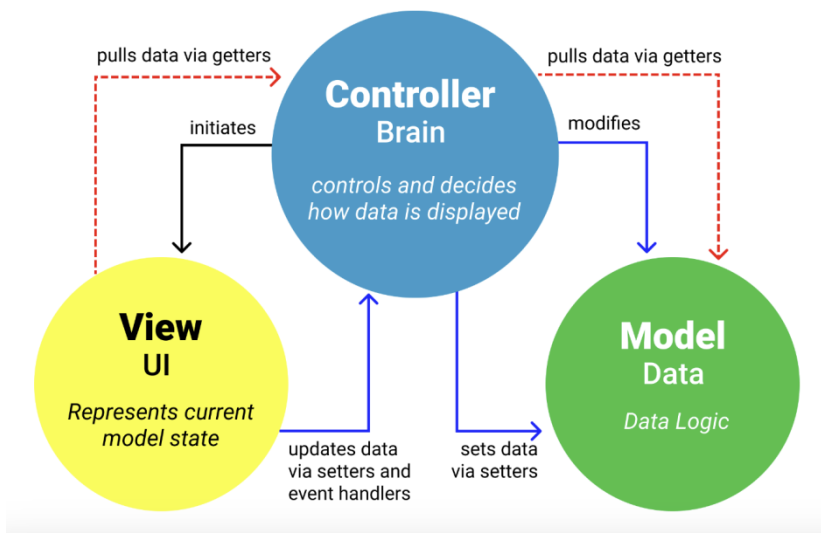 pulls data via getters
Controller
Brain
controls and decides
how data is displayed
pulls data via getters
initiates
modifies
View
UI
Represents current
model state
Model
Data
Data Logic
updates data
via setters and
event handlers
sets data
via setters